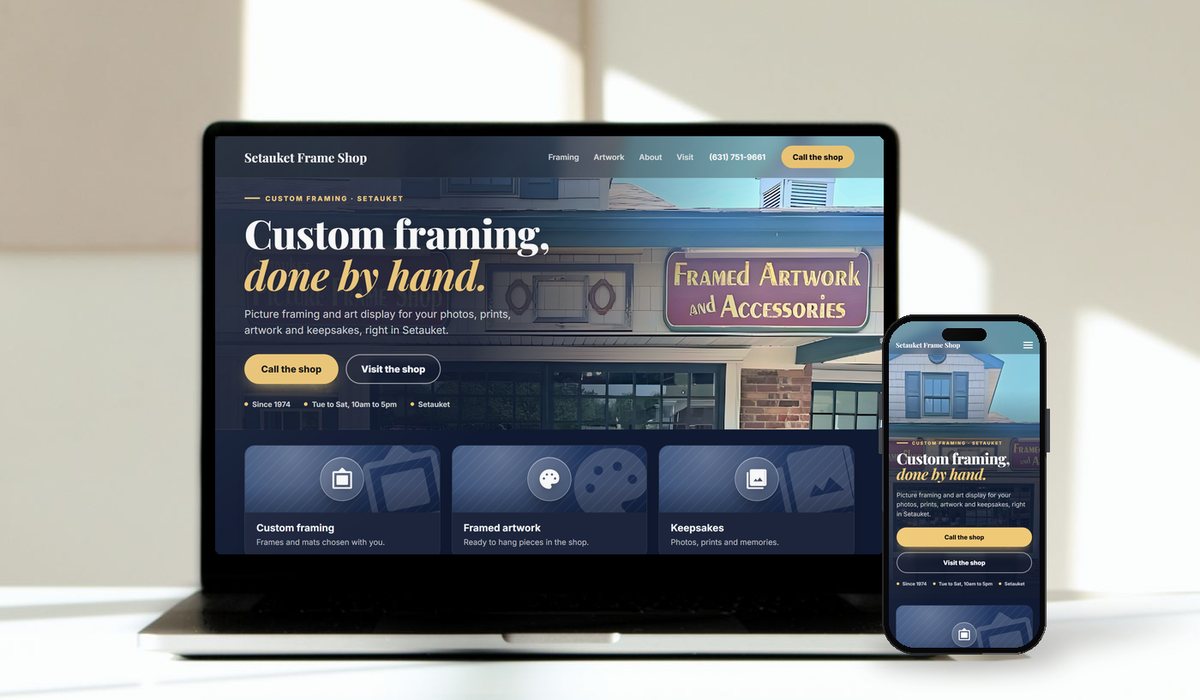 Setauket Frame Shop
Framing Artwork About Visit (631) 751-9661 Call the shop
CUSTOM FRAMING · SETAUKET
Custom framing,
done by hand.
Picture framing and art display for your photos, prints,
artwork and keepsakes, right in Setauket.
Call the shop Visit the shop
Since 1974 Tue to Sat, 10am to 5pm Setauket
FRAMED ARTWORK
AND ACCESSORIES
Custom framing
Frames and mats chosen with you.
Framed artwork
Ready to hang pieces in the shop.
Keepsakes
Photos, prints and memories.
Setauket Frame Shop
CUSTOM FRAMING · SETAUKET
Custom framing,
done by hand.
Picture framing and art display for your
photos, prints, artwork and keepsakes, right
in Setauket.
Call the shop
Visit the shop
Since 1974 Tue to Sat, 10am to 5pm Setauket